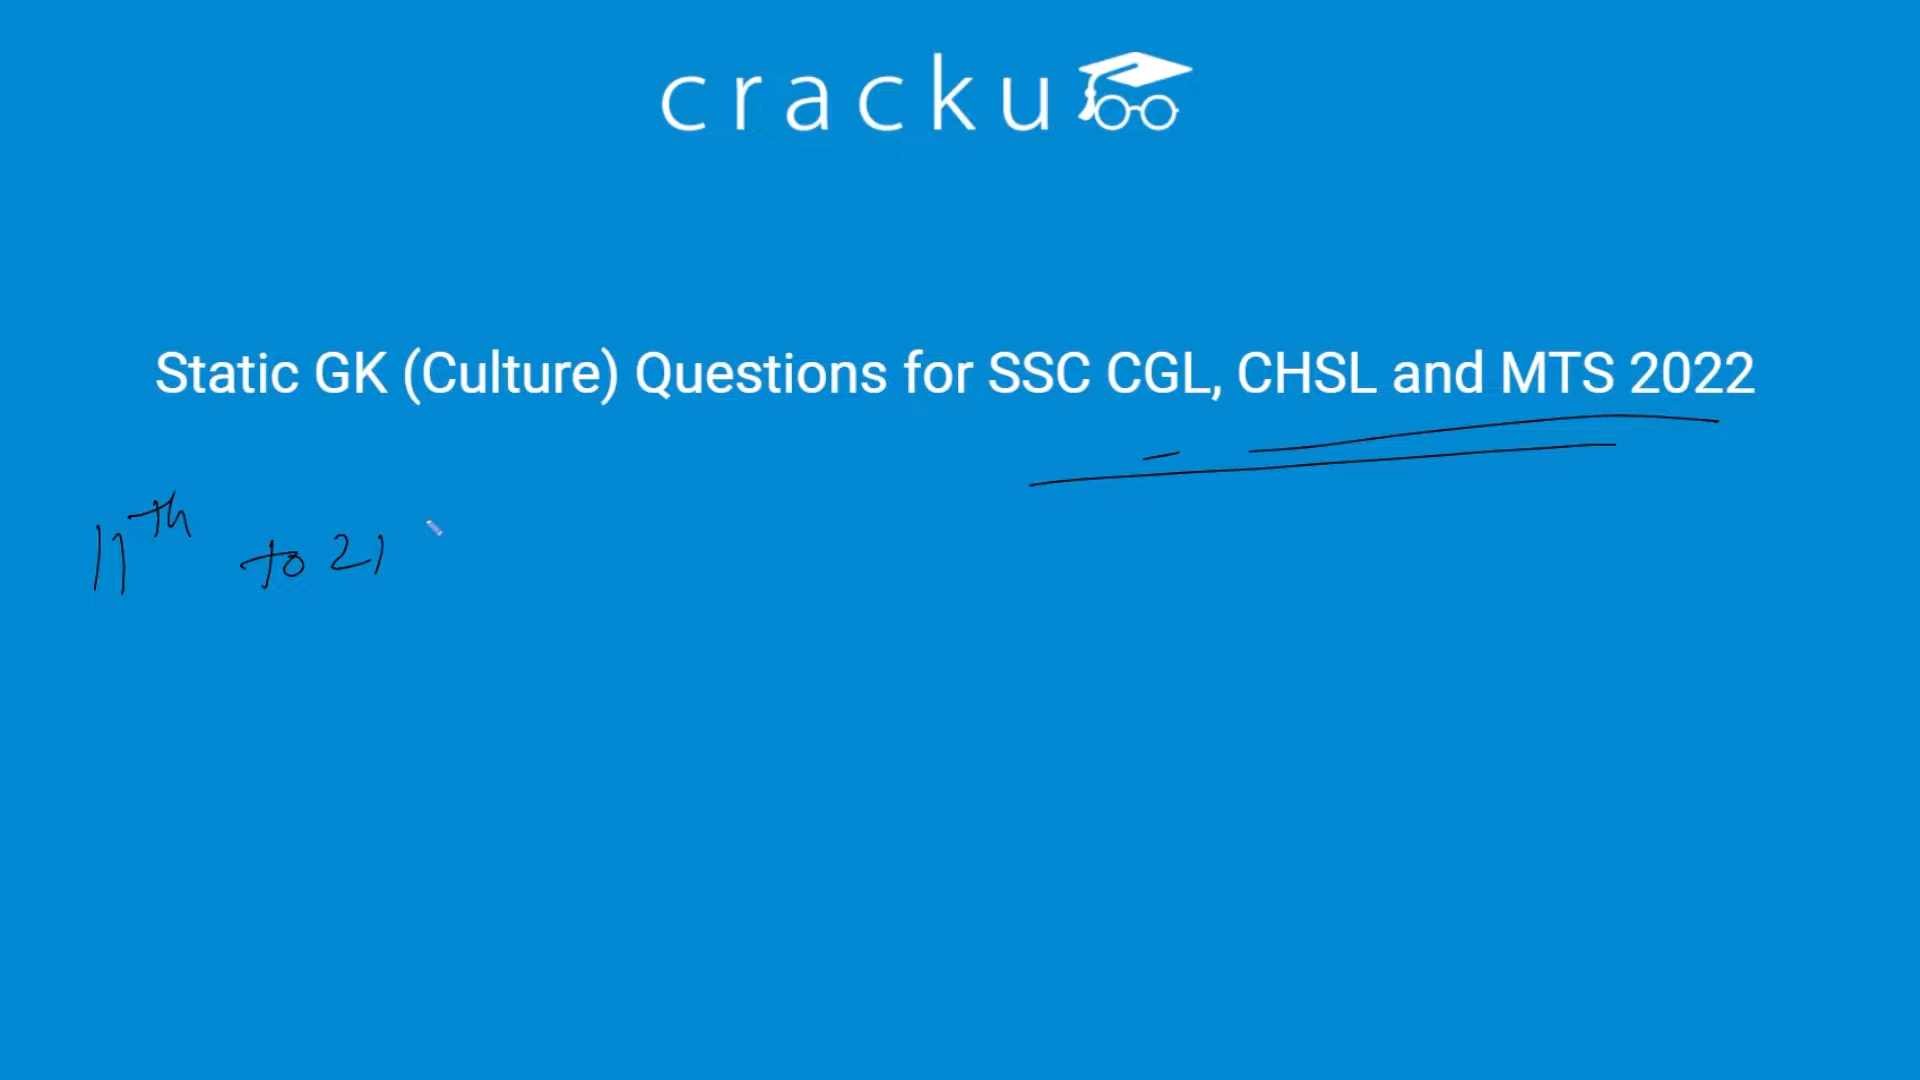 cracku
Static GK (Culture) Questions for SSC CGL, CHSL and MTS 2022
11th to 21